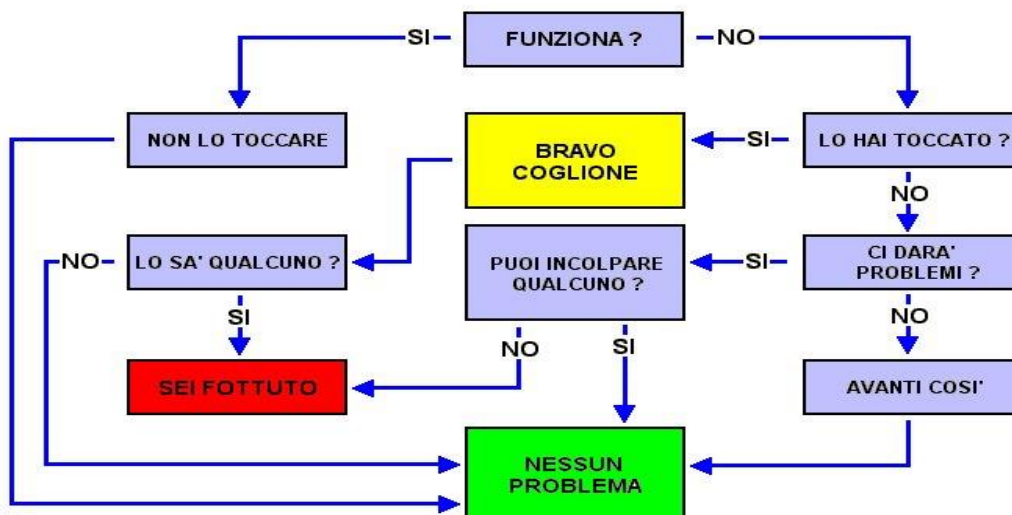 SI
FUNZIONA ?
NO
NON LO TOCCARE
BRAVO
COGLIONE
SI
LO HAI TOCCATO ?
NO
NO
LO SA' QUALCUNO ?
PUOI INCOLPARE
QUALCUNO ?
SI
CI DARA'
PROBLEMI ?
SI
NO
SI
NO
SEI FOTTUTO
AVANTI COSI'
NESSUN
PROBLEMA